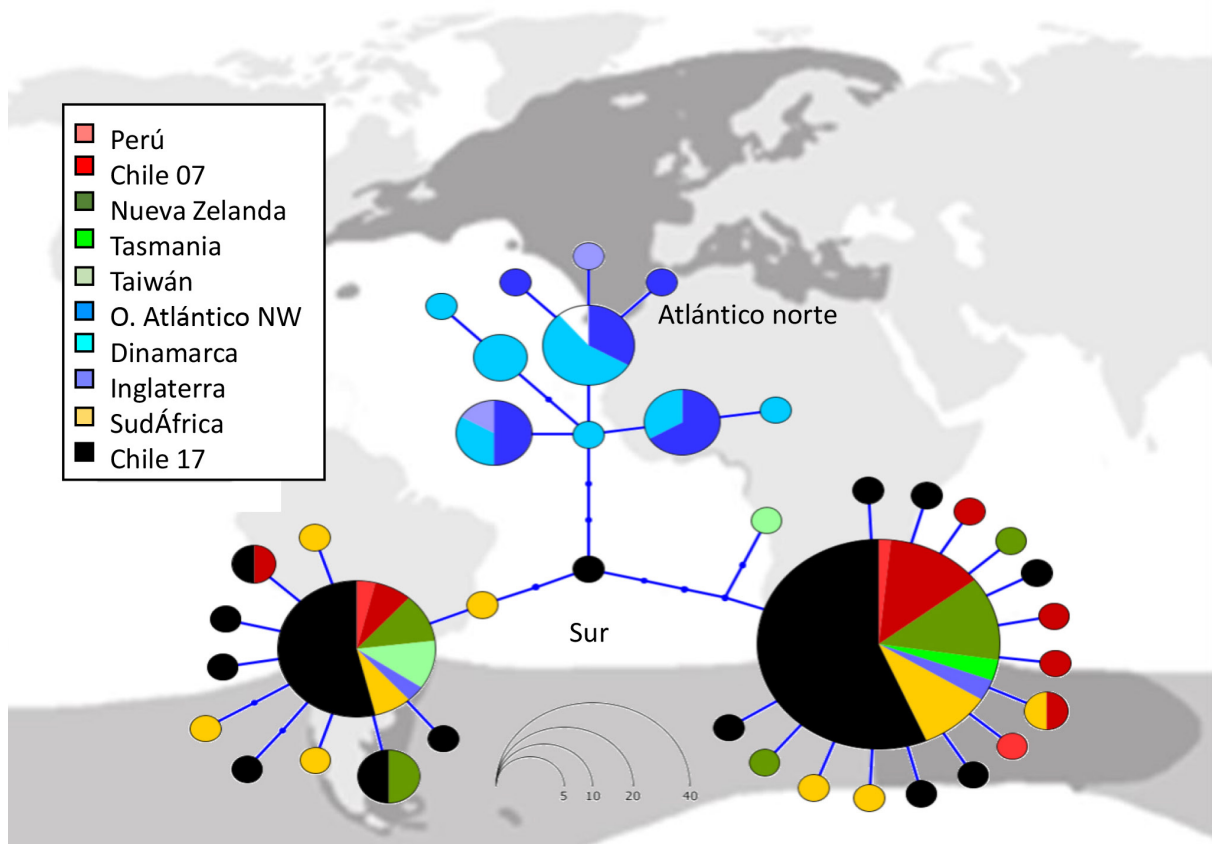 Perú
Chile 07
Nueva Zelanda
Tasmania
Taiwán
O. Atlántico NW
Dinamarca
Inglaterra
SudÁfrica
Chile 17
Atlántico norte
Sur
5 10 20 40